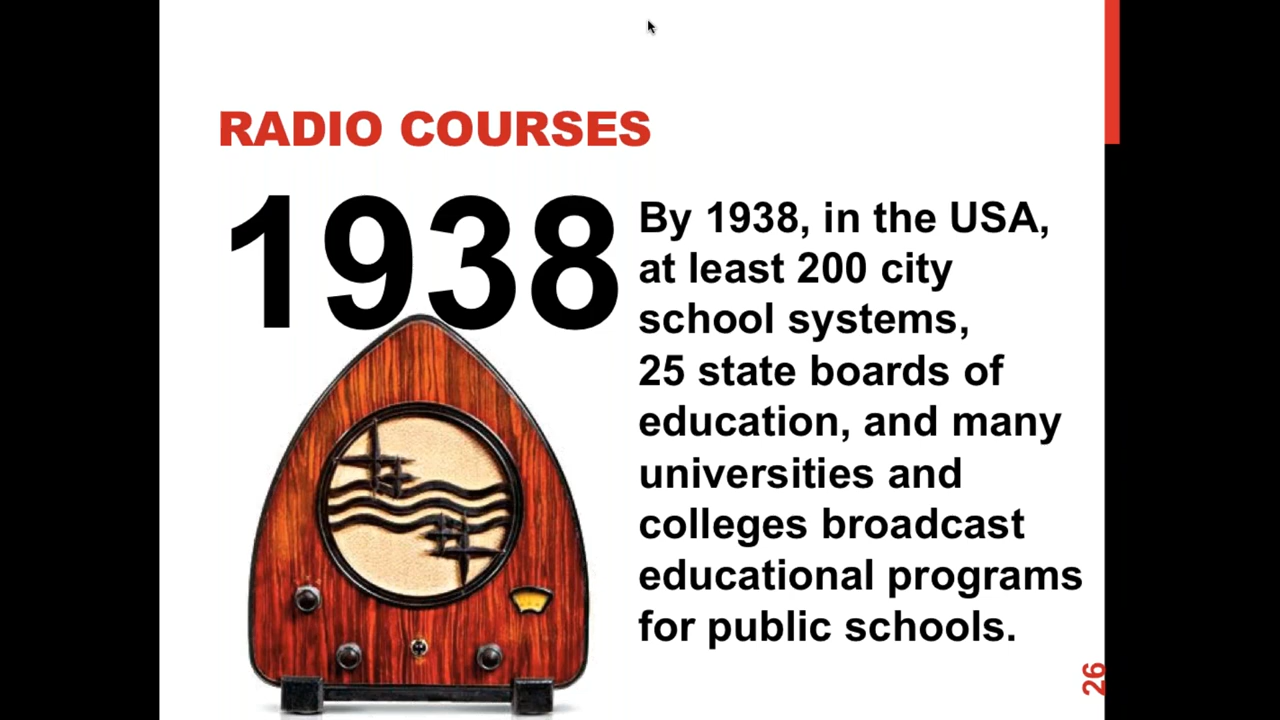 RADIO COURSES
1938
By 1938, in the USA,
at least 200 city
school systems,
25 state boards of
education, and many
universities and
colleges broadcast
educational programs
for public schools.
26